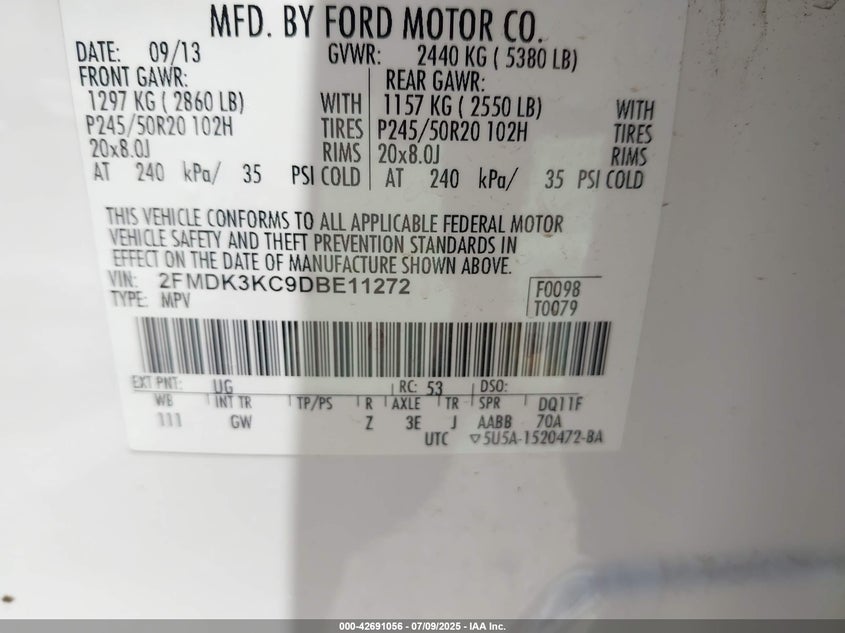 MFD. BY FORD MOTOR CO.
DATE: 09/13 GVWR: 2440 KG ( 5380 LB)
FRONT GAWR: REAR GAWR:
1297 KG ( 2860 LB) WITH 1157 KG ( 2550 LB) WITH
P245/50R20 102H TIRES P245/50R20 102H TIRES
20x8.0J RIMS 20x8.0J RIMS
AT 240 kPa/ 35 PSI COLD AT 240 kPa/ 35 PSI COLD
THIS VEHICLE CONFORMS TO ALL APPLICABLE FEDERAL MOTOR
VEHICLE SAFETY AND THEFT PREVENTION STANDARDS IN
EFFECT ON THE DATE OF MANUFACTURE SHOWN ABOVE.
VIN: 2FMDK3KC9DBE11272 F0098
TYPE: MPV T0079
EXT PNT: UG RC: 53 DSO:
WB INT TR TP/PS R AXLE TR SPR DQ11F
111 GW Z 3E J AABB 70A
UTC ▽5U5A-1520472-BA
000-42691056 / 07/09/2025 - IAA Inc.